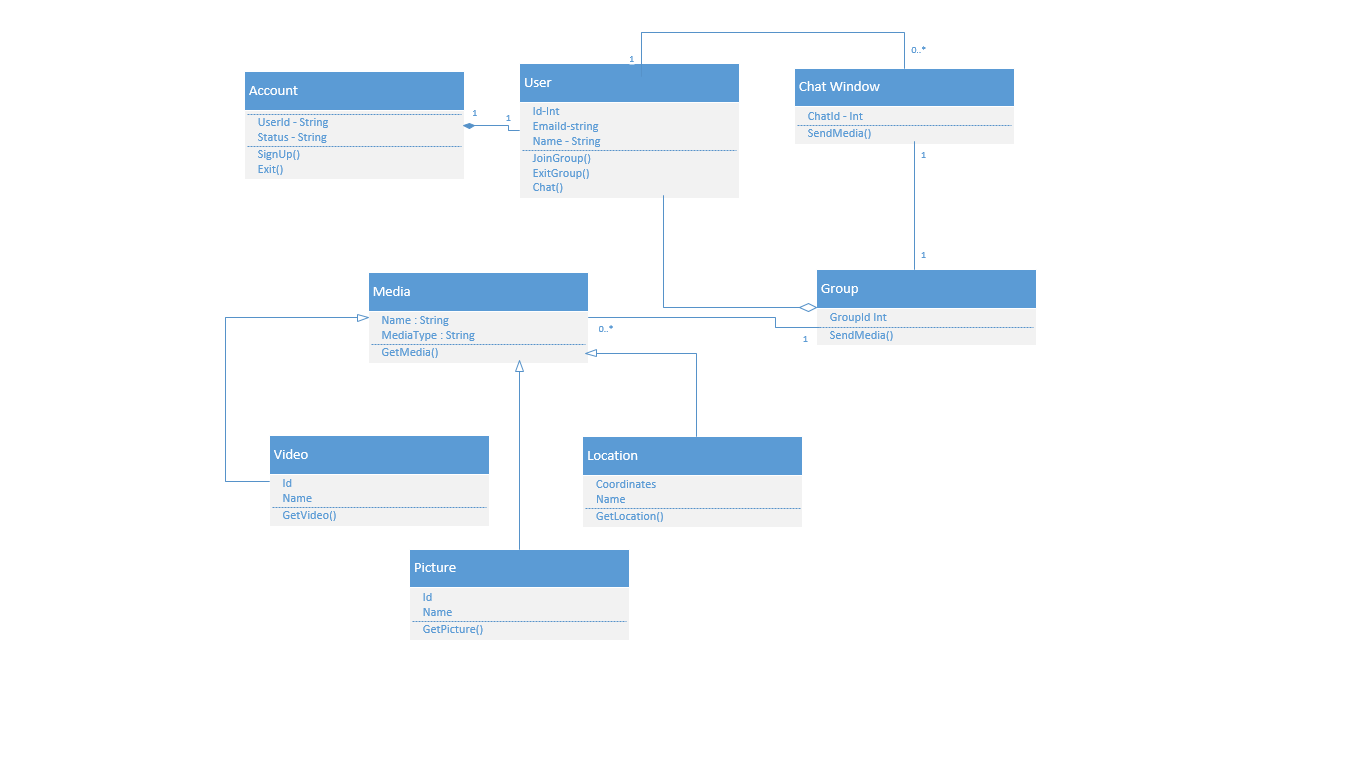 1
0..*
Account
UserId - String
Status - String
SignUp()
Exit()
1
1
User
Id-Int
EmaiId-string
Name - String
JoinGroup()
ExitGroup()
Chat()
Chat Window
ChatId - Int
SendMedia()
1
1
Media
Name : String
MediaType : String
GetMedia()
0..*
1
Group
GroupId Int
SendMedia()
Video
Id
Name
GetVideo()
Location
Coordinates
Name
GetLocation()
Picture
Id
Name
GetPicture()